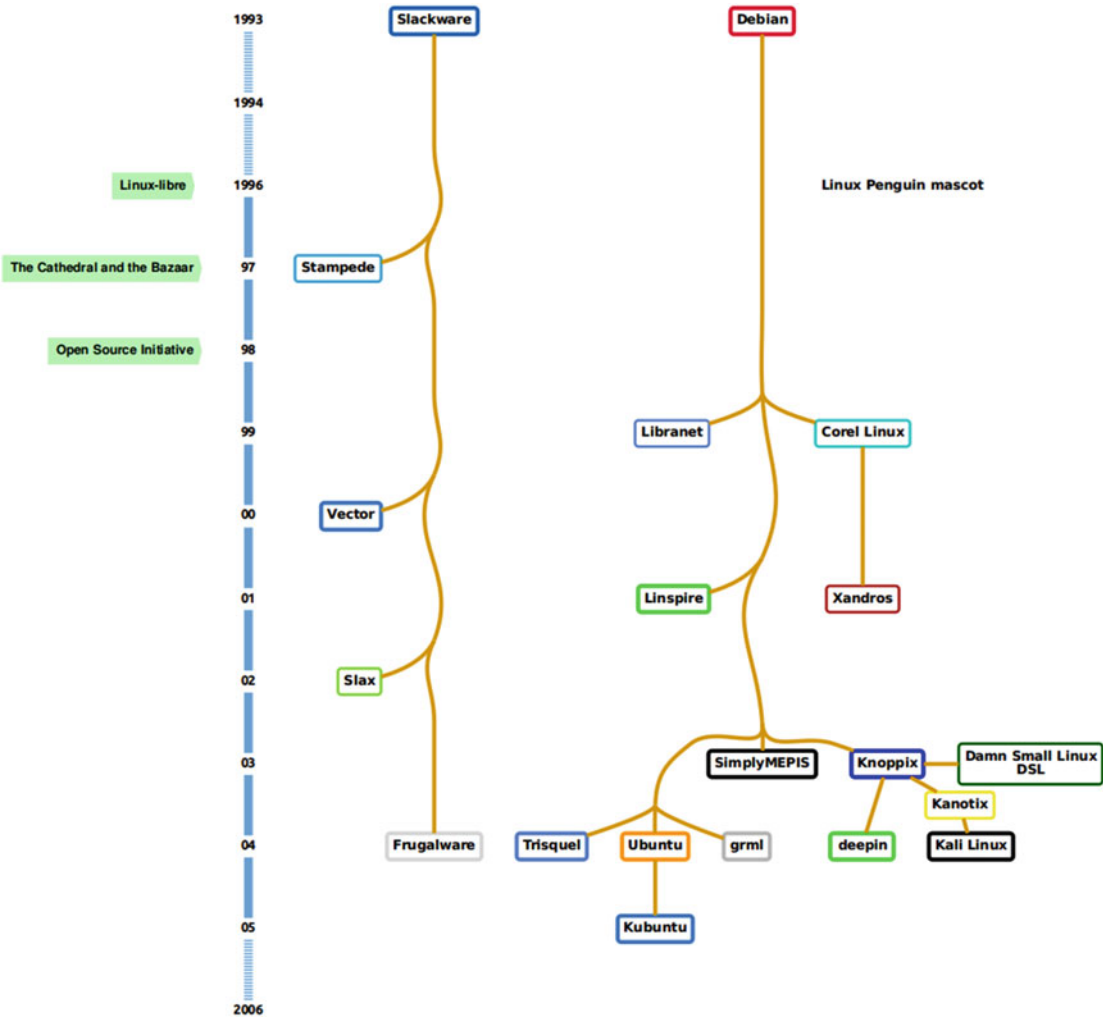 1993
Slackware
Debian
1994
Linux-libre
1996
Linux Penguin mascot
The Cathedral and the Bazaar
97
Stampede
Open Source Initiative
98
99
Libranet
Corel Linux
00
Vector
01
Linspire
Xandros
02
Slax
03
SimplyMEPIS
Knoppix
Damn Small Linux
DSL
Kanotix
04
Frugalware
Trisquel
Ubuntu
grml
deepin
Kali Linux
05
Kubuntu
2006